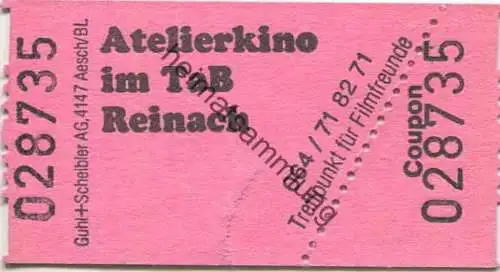 028735
Guhl+Scheibler AG,4147 Aesch/BL
Atelierkino
im TaB
Reinach
064 / 71 82 71
Treffpunkt für Filmfreunde
Coupon
028735